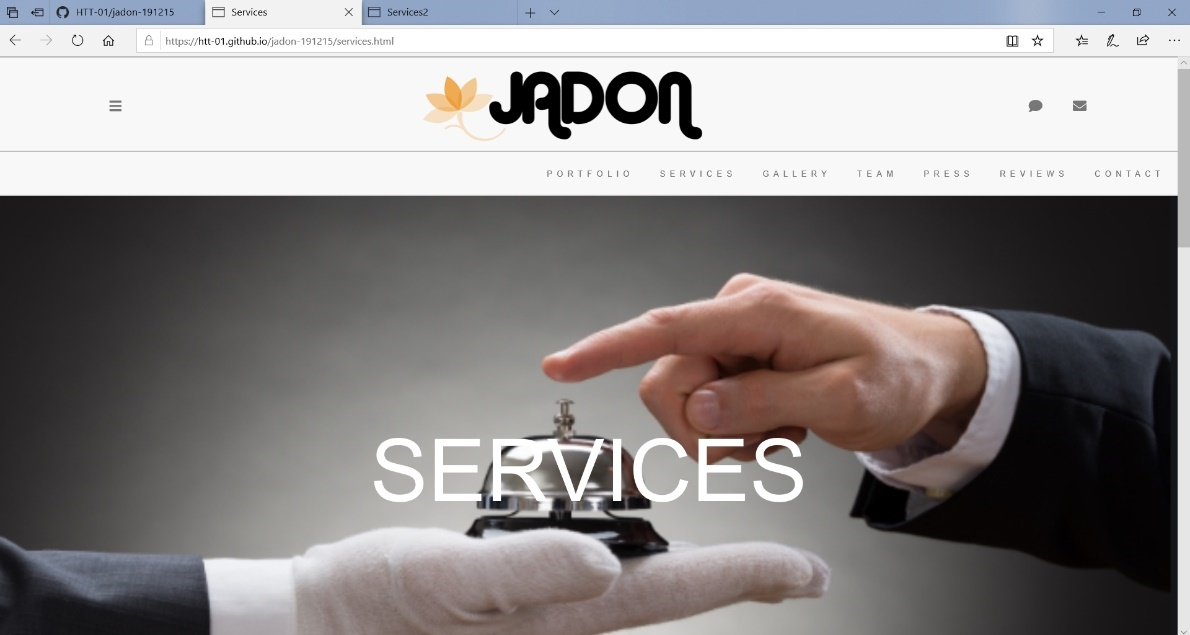 HTT-01/jadon-191215
Services
Services2
https://htt-01.github.io/jadon-191215/services.html
JADON
PORTFOLIO SERVICES GALLERY TEAM PRESS REVIEWS CONTACT
SERVICES